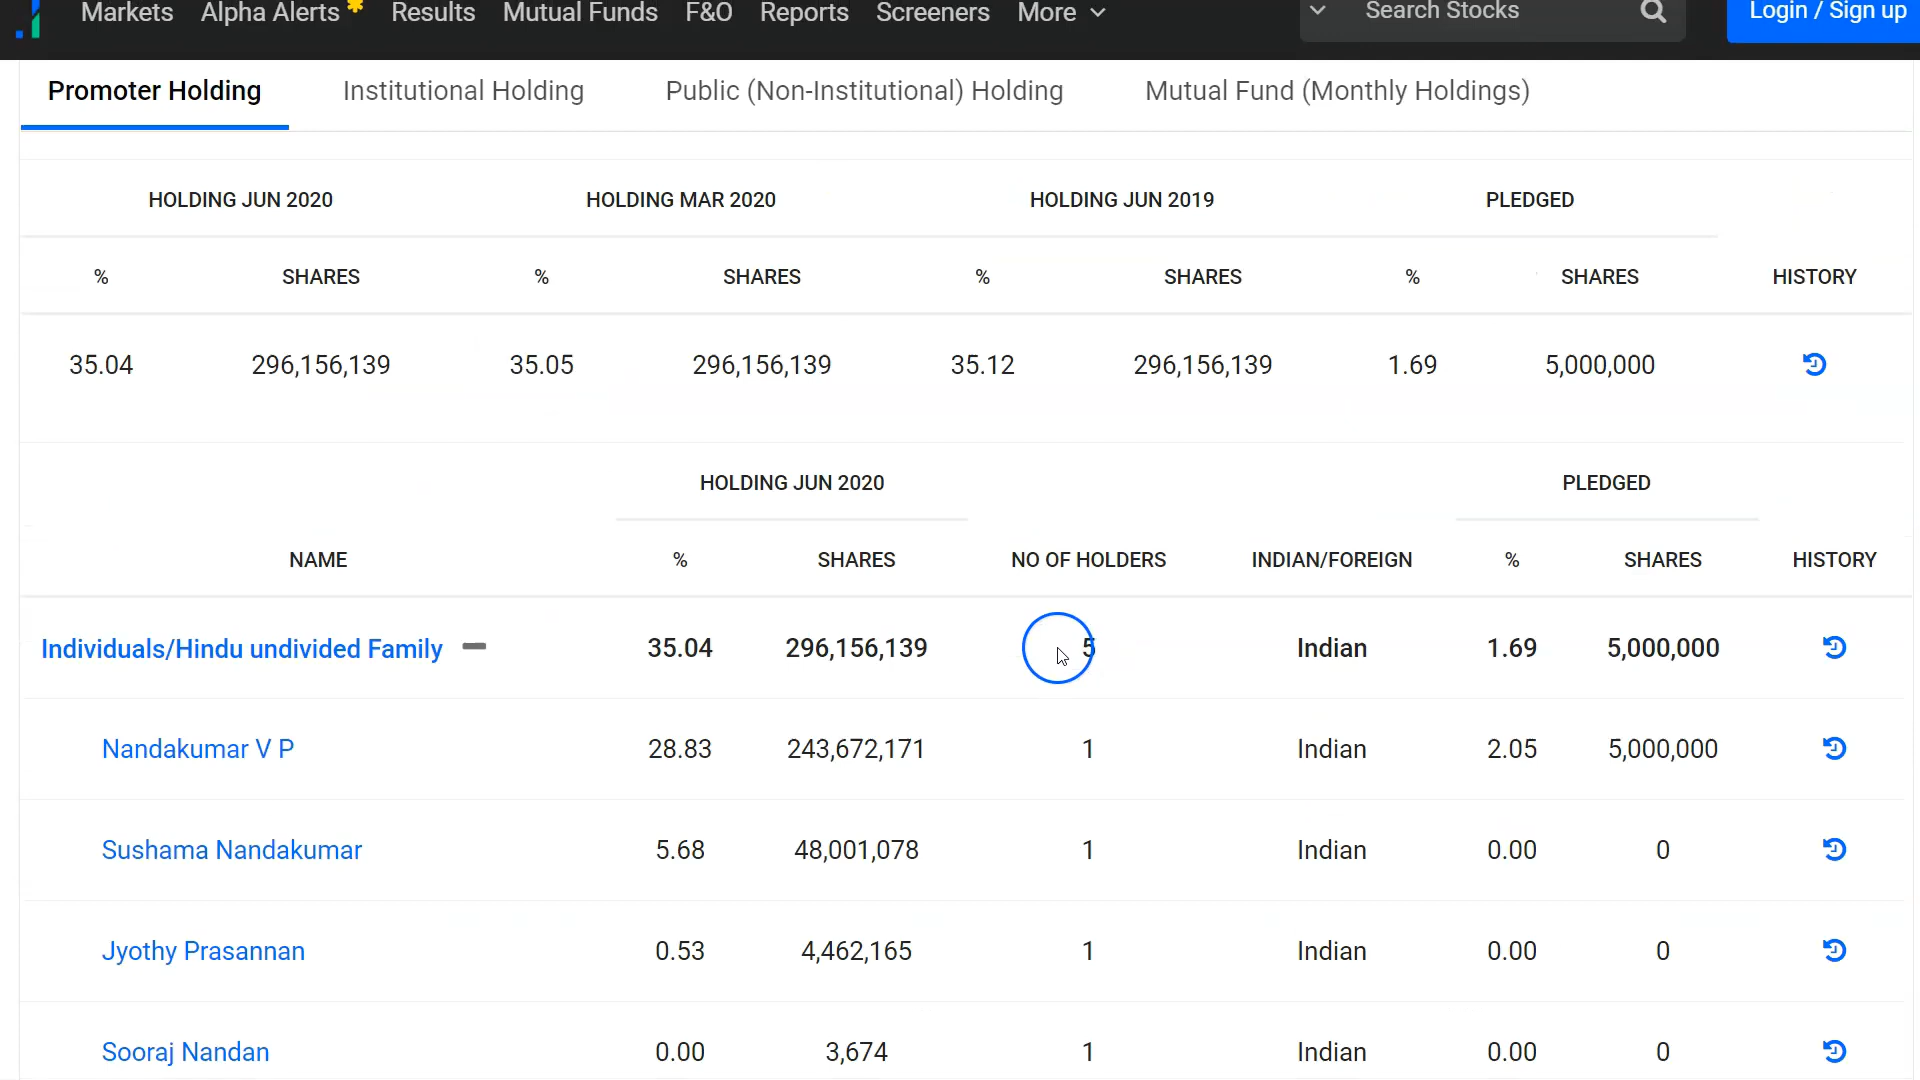 Markets Alpha Alerts Results Mutual Funds F&O Reports Screeners More Search Stocks Login / Sign up
Promoter Holding Institutional Holding Public (Non-Institutional) Holding Mutual Fund (Monthly Holdings)
HOLDING JUN 2020 HOLDING MAR 2020 HOLDING JUN 2019 PLEDGED
% SHARES % SHARES % SHARES % SHARES HISTORY
35.04 296,156,139 35.05 296,156,139 35.12 296,156,139 1.69 5,000,000
HOLDING JUN 2020 PLEDGED
NAME % SHARES NO OF HOLDERS INDIAN/FOREIGN % SHARES HISTORY
Individuals/Hindu undivided Family 35.04 296,156,139 5 Indian 1.69 5,000,000
Nandakumar V P 28.83 243,672,171 1 Indian 2.05 5,000,000
Sushama Nandakumar 5.68 48,001,078 1 Indian 0.00 0
Jyothy Prasannan 0.53 4,462,165 1 Indian 0.00 0
Sooraj Nandan 0.00 3,674 1 Indian 0.00 0